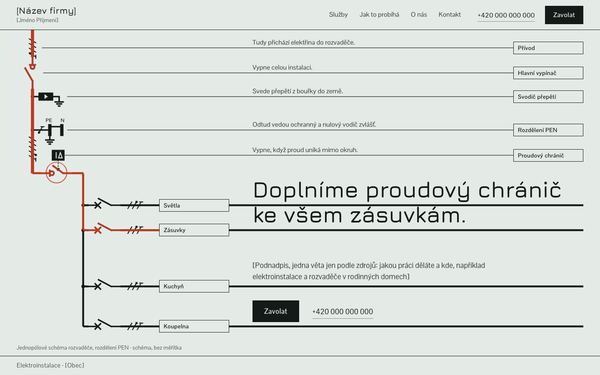 [Název firmy]
[Jméno Příjmení]
Služby
Jak to probíhá
O nás
Kontakt
+420 000 000 000
Zavolat
Tudy přichází elektřina do rozvaděče.
Přívod
Vypne celou instalaci.
Hlavní vypínač
Svede přepětí z bouřky do země.
Svodič přepětí
PE N
Odtud vedou ochranný a nulový vodič zvlášť.
Rozdělení PEN
Vypne, když proud uniká mimo okruh.
Proudový chránič
IΔ
Doplníme proudový chránič
ke všem zásuvkám.
Světla
Zásuvky
[Podnadpis, jedna věta jen podle zdrojů: jakou práci děláte a kde, například
elektroinstalace a rozvaděče v rodinných domech]
Kuchyň
Zavolat
+420 000 000 000
Koupelna
Jednopólové schéma rozvaděče, rozdělení PEN · schéma, bez měřítka
Elektroinstalace · [Obec]